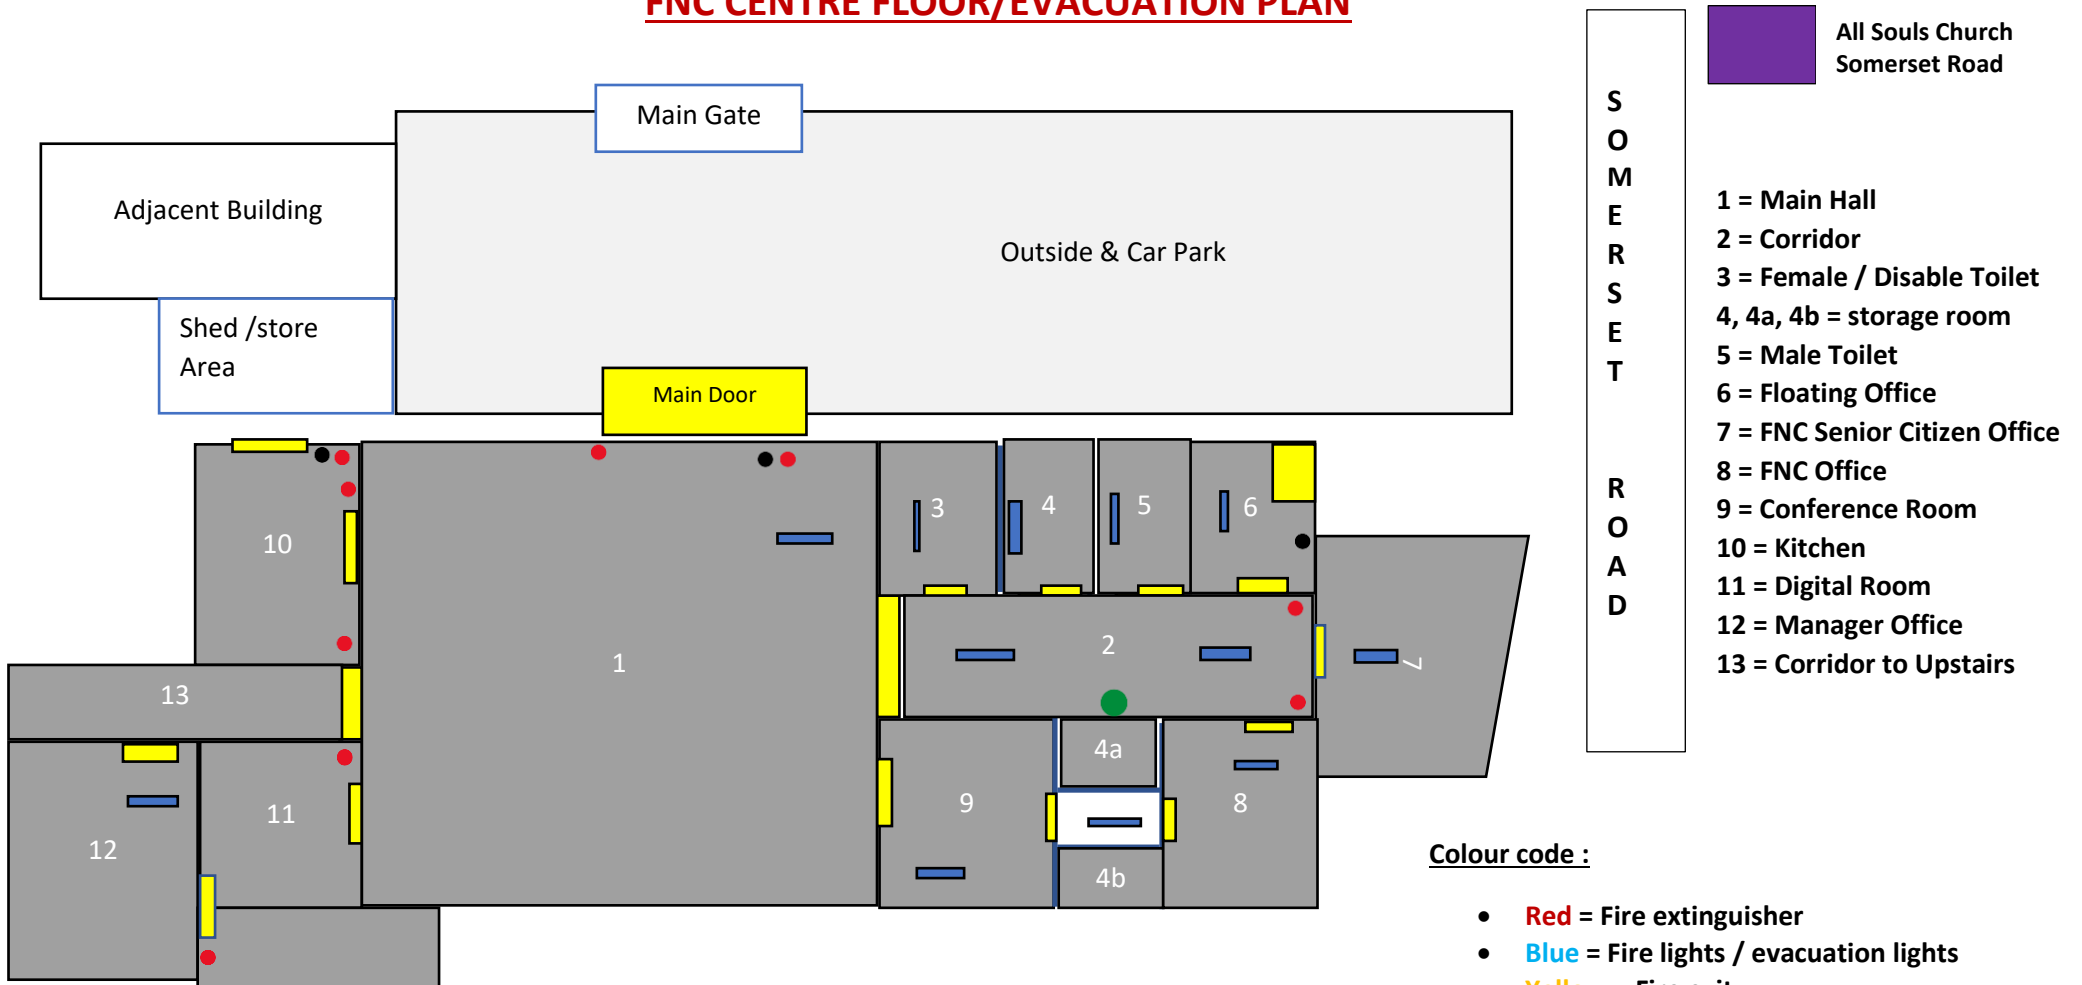 FNC CENTRE FLOOR/EVACUATION PLAN
All Souls Church
Somerset Road
Main Gate
Adjacent Building
Outside & Car Park
Shed /store
Area
Main Door
SOMERSET ROAD
1 = Main Hall
2 = Corridor
3 = Female / Disable Toilet
4, 4a, 4b = storage room
5 = Male Toilet
6 = Floating Office
7 = FNC Senior Citizen Office
8 = FNC Office
9 = Conference Room
10 = Kitchen
11 = Digital Room
12 = Manager Office
13 = Corridor to Upstairs
10
3
4
5
6
13
1
2
7
12
11
9
4a
8
4b
Colour code :
• Red = Fire extinguisher
• Blue = Fire lights / evacuation lights